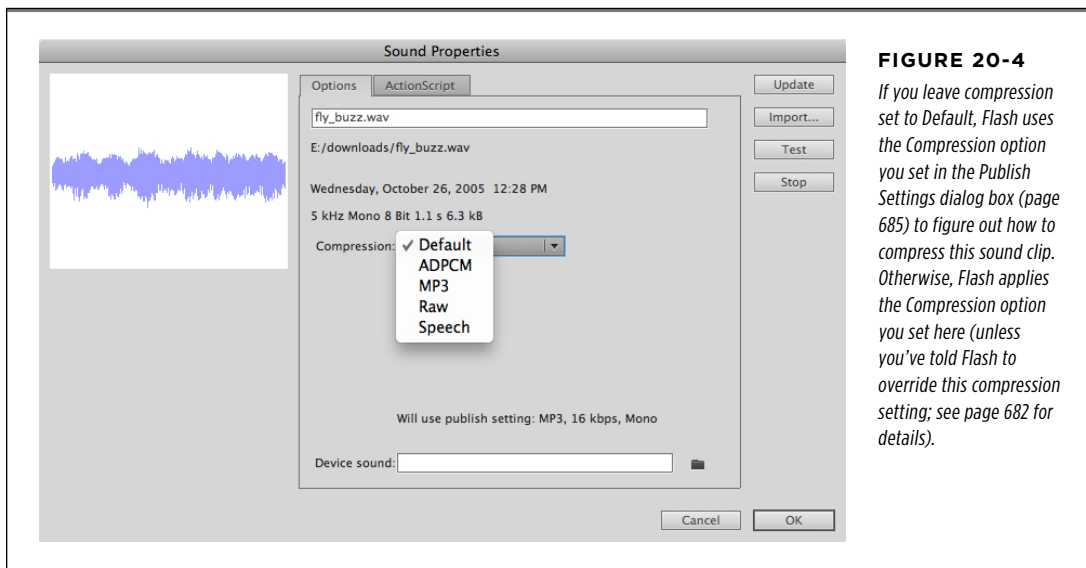 Sound Properties
Options
ActionScript
fly_buzz.wav
E:/downloads/fly_buzz.wav
Wednesday, October 26, 2005 12:28 PM
5 kHz Mono 8 Bit 1.1 s 6.3 kB
Compression:
✓ Default
ADPCM
MP3
Raw
Speech
Will use publish setting: MP3, 16 kbps, Mono
Device sound:
Update
Import...
Test
Stop
Cancel
OK
FIGURE 20-4
If you leave compression
set to Default, Flash uses
the Compression option
you set in the Publish
Settings dialog box (page
685) to figure out how to
compress this sound clip.
Otherwise, Flash applies
the Compression option
you set here (unless
you’ve told Flash to
override this compression
setting; see page 682 for
details).